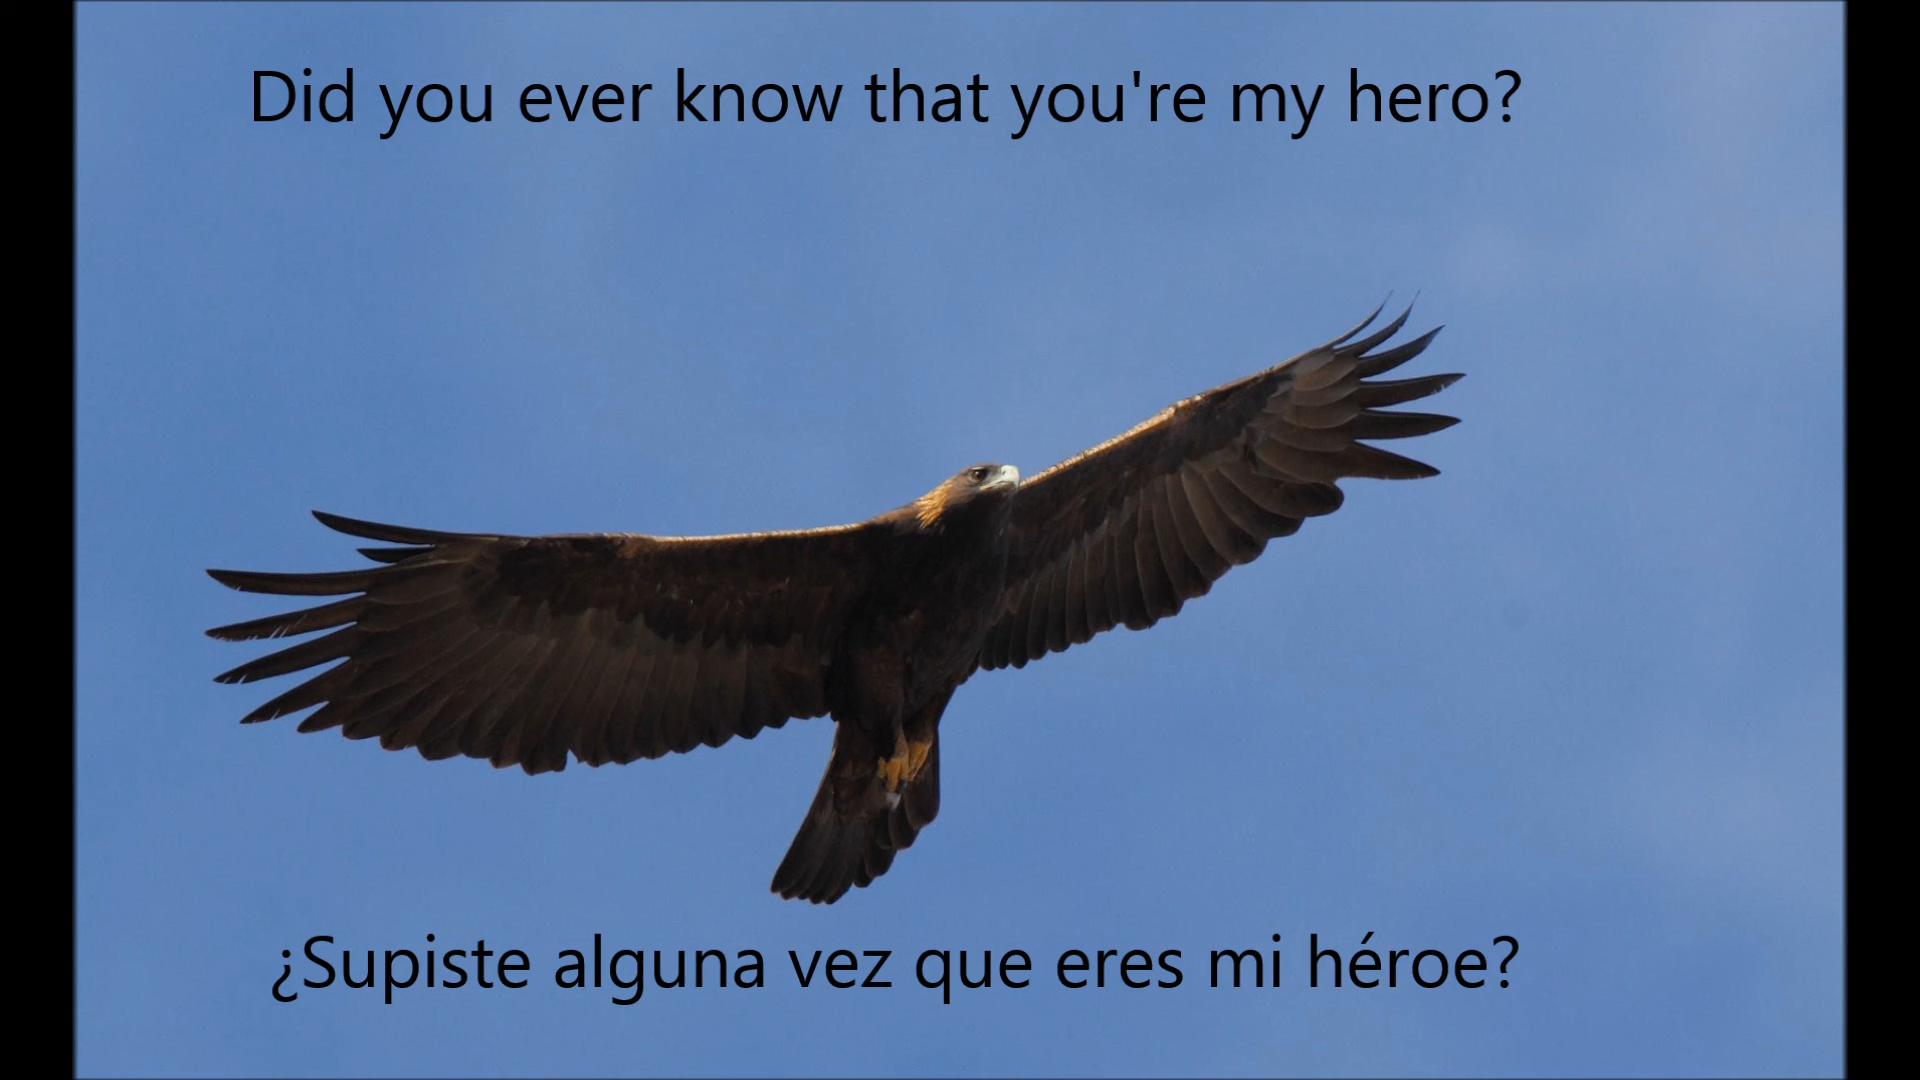 Did you ever know that you're my hero?
¿Supiste alguna vez que eres mi héroe?